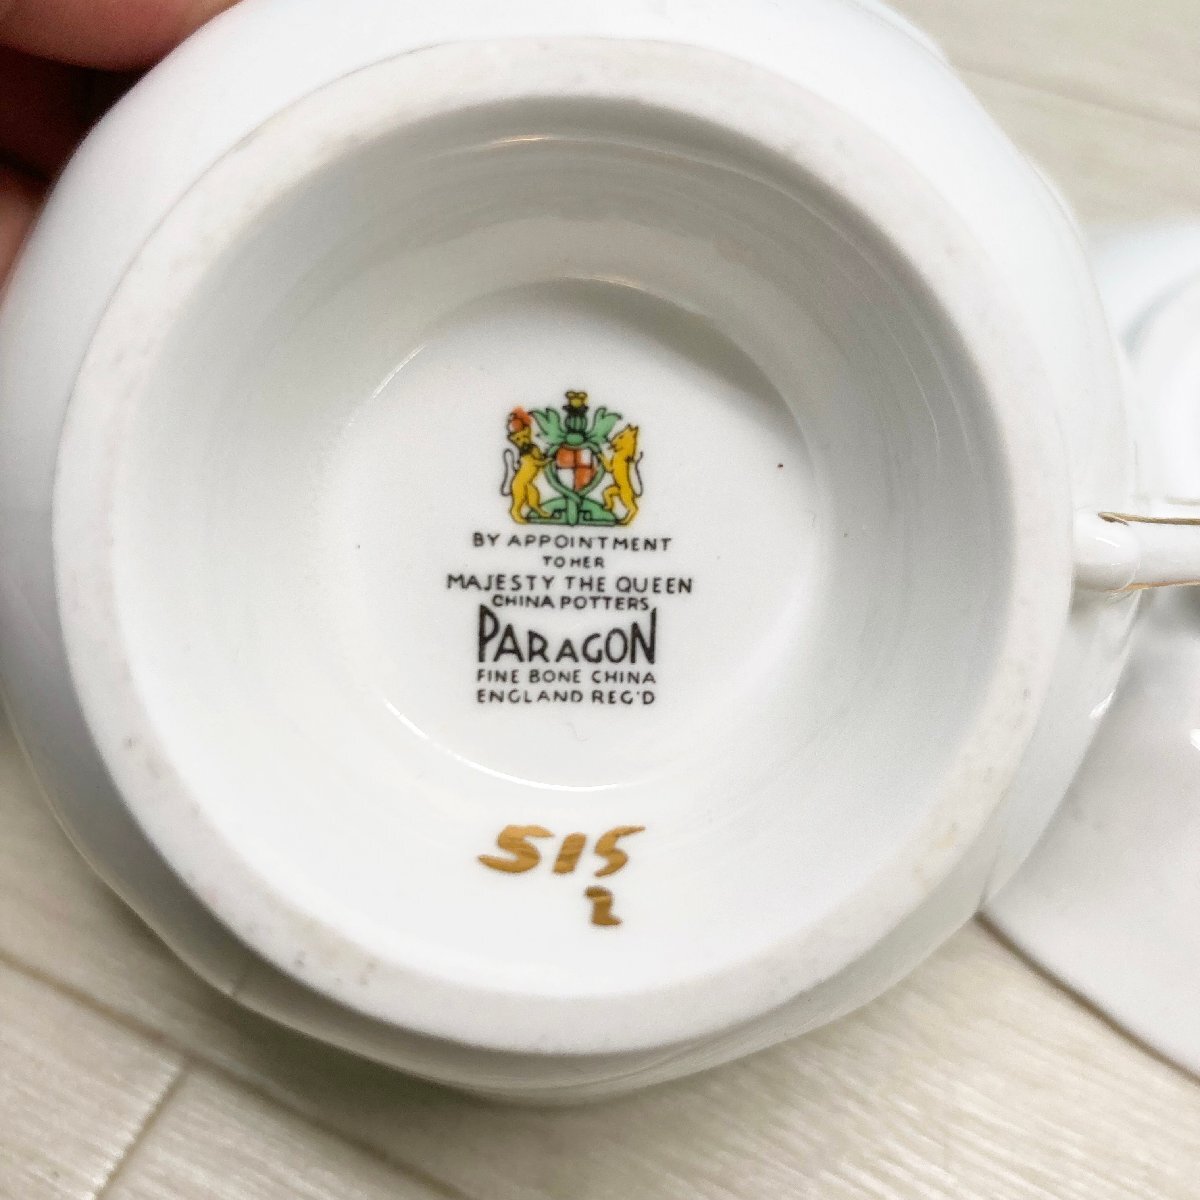 BY APPOINTMENT
TO HER
MAJESTY THE QUEEN
CHINA POTTERS
PARAGON
FINE BONE CHINA
ENGLAND REG'D
515
2